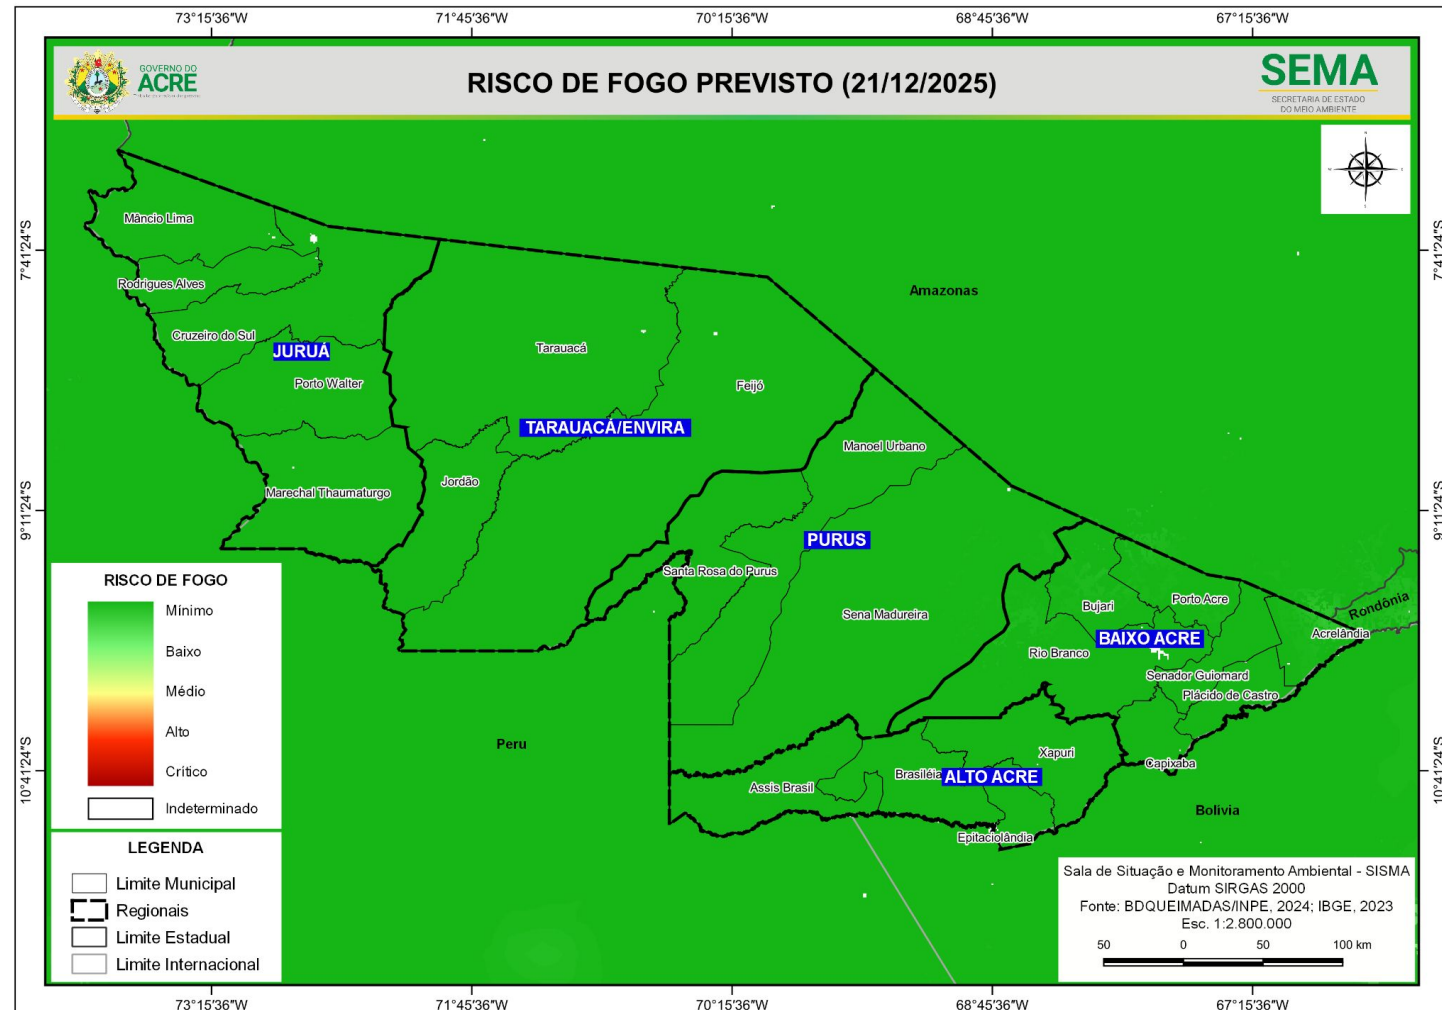 73°15'36"W 71°45'36"W 70°15'36"W 68°45'36"W 67°15'36"W
GOVERNO DO
ACRE
RISCO DE FOGO PREVISTO (21/12/2025)
SEMA
SECRETARIA DE ESTADO
DO MEIO AMBIENTE
N
7°41'24"S
7°41'24"S
Mâncio Lima
Rodrigues Alves
Amazonas
Cruzeiro do Sul
JURUÁ
Tarauacá
Porto Walter
Feijó
TARAUACÁ/ENVIRA
Manoel Urbano
Jordão
Marechal Thaumaturgo
9°11'24"S
9°11'24"S
PURUS
Santa Rosa do Purus
Sena Madureira
Bujari
Porto Acre
Rondônia
Acrelândia
BAIXO ACRE
Rio Branco
Senador Guiomard
Plácido de Castro
Peru
Xapuri
Capixaba
Brasiléia
ALTO ACRE
Assis Brasil
10°41'24"S
10°41'24"S
Bolivia
Epitaciolândia
RISCO DE FOGO
Mínimo
Baixo
Médio
Alto
Crítico
Indeterminado
LEGENDA
Limite Municipal
Regionais
Limite Estadual
Limite Internacional
Sala de Situação e Monitoramento Ambiental - SISMA
Datum SIRGAS 2000
Fonte: BDQUEIMADAS/INPE, 2024; IBGE, 2023
Esc. 1:2.800.000
50 0 50 100 km
73°15'36"W 71°45'36"W 70°15'36"W 68°45'36"W 67°15'36"W